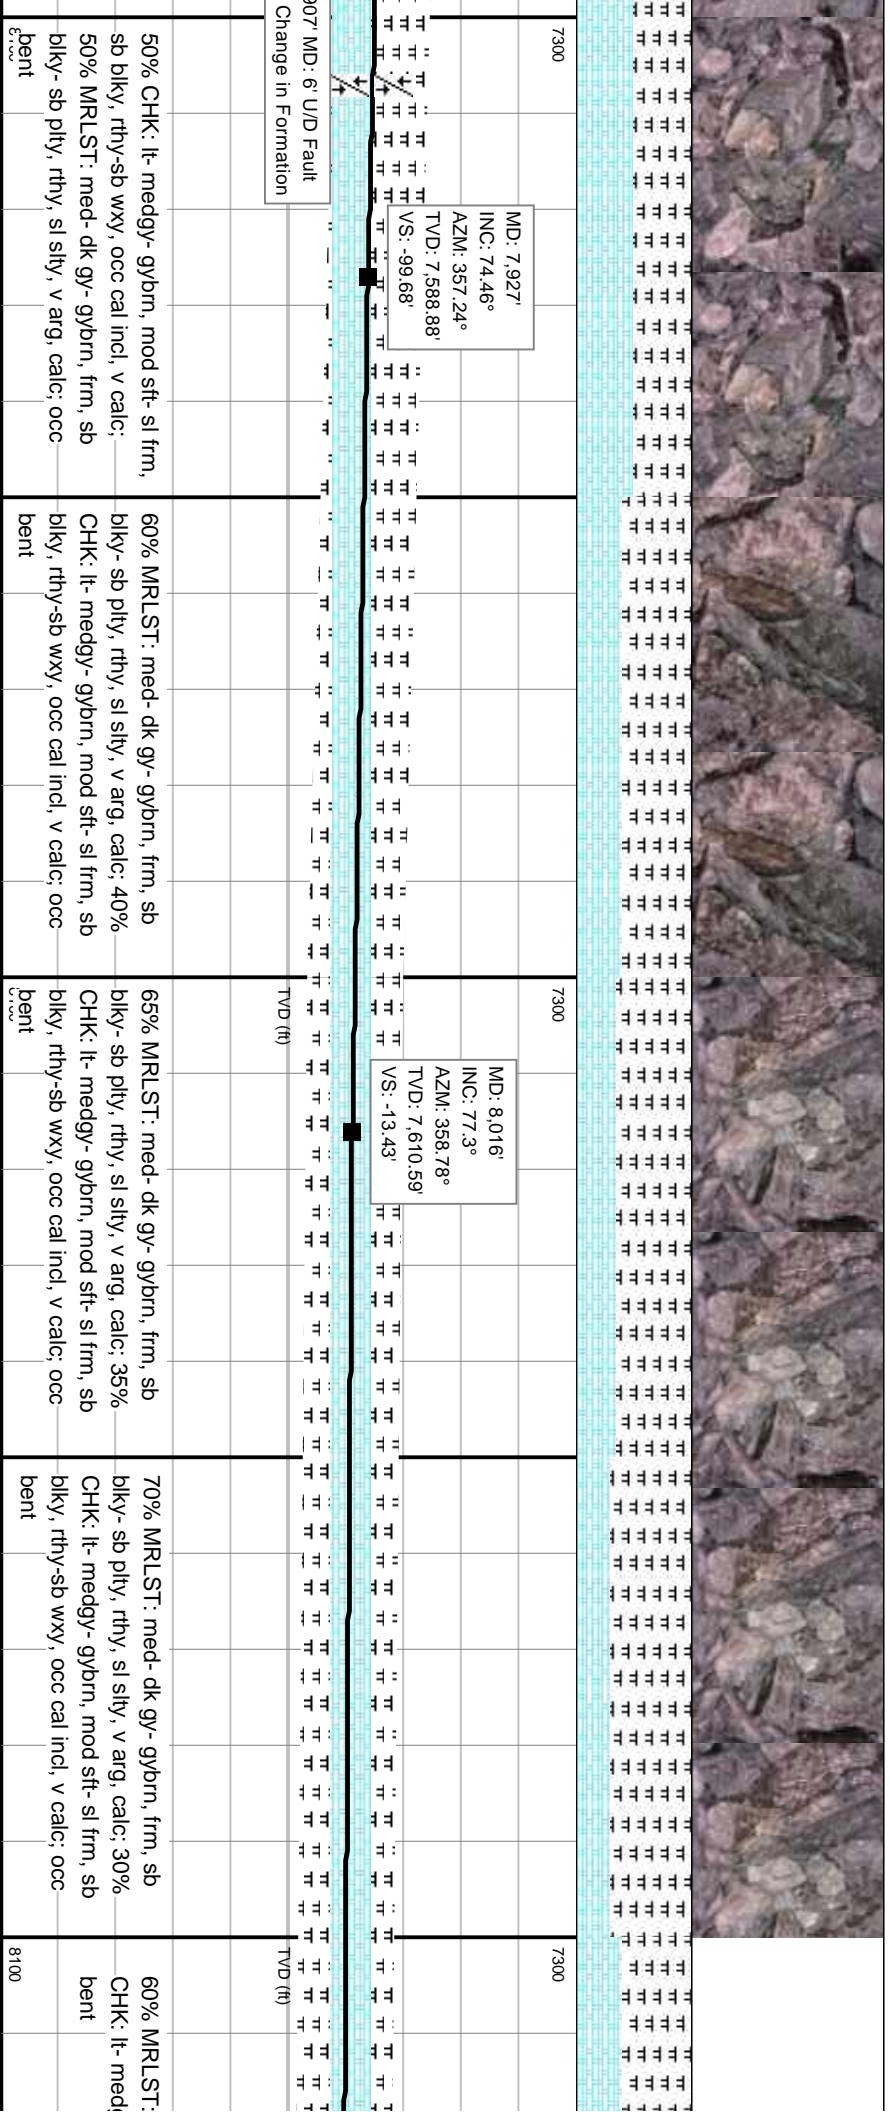 7300
907' MD: 6' U/D Fault
Change in Formation
MD: 7,927'
INC: 74.46°
AZM: 357.24°
TVD: 7,588.88'
VS: -99.68'
50% CHK: lt- medgy- gybrn, mod sft- sl frm,
sb blky, rthy-sb wxy, occ cal incl, v calc;
50% MRLST: med- dk gy- gybrn, frm, sb
blky- sb plty, rthy, sl slty, v arg, calc; occ
bent
60% MRLST: med- dk gy- gybrn, frm, sb
blky- sb plty, rthy, sl slty, v arg, calc; 40%
CHK: lt- medgy- gybrn, mod sft- sl frm, sb
blky, rthy-sb wxy, occ cal incl, v calc; occ
bent
7300
TVD (ft)
MD: 8,016'
INC: 77.3°
AZM: 358.78°
TVD: 7,610.59'
VS: -13.43'
65% MRLST: med- dk gy- gybrn, frm, sb
blky- sb plty, rthy, sl slty, v arg, calc; 35%
CHK: lt- medgy- gybrn, mod sft- sl frm, sb
blky, rthy-sb wxy, occ cal incl, v calc; occ
bent
70% MRLST: med- dk gy- gybrn, frm, sb
blky- sb plty, rthy, sl slty, v arg, calc; 30%
CHK: lt- medgy- gybrn, mod sft- sl frm, sb
blky, rthy-sb wxy, occ cal incl, v calc; occ
bent
7300
TVD (ft)
8100
60% MRLST:
CHK: lt- medg
bent